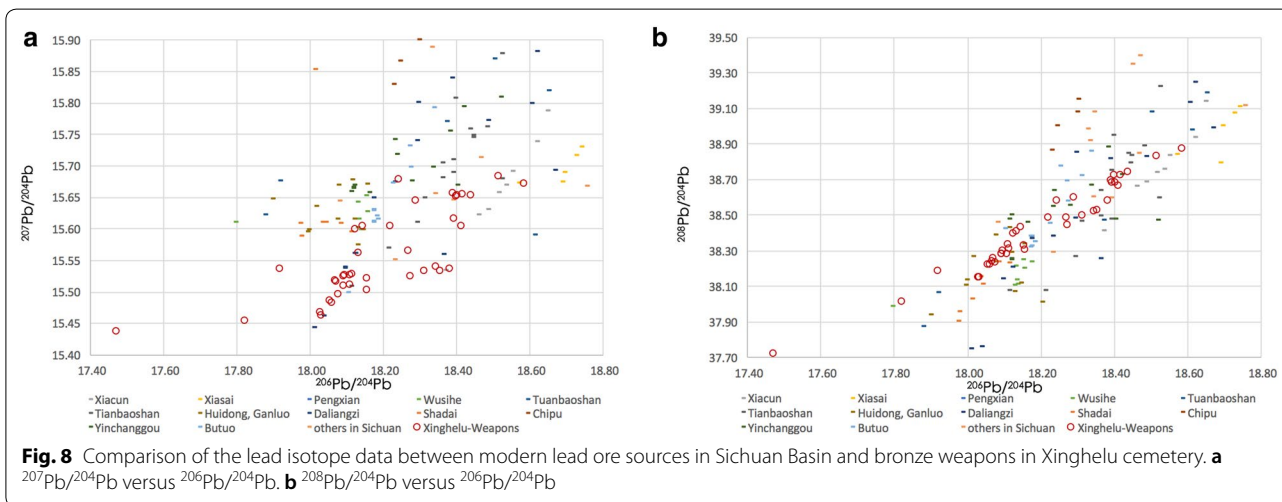 a
15.90
15.85
15.80
15.75
15.70
15.65
15.60
15.55
15.50
15.45
15.40
²⁰⁷Pb/²⁰⁴Pb
17.40 17.60 17.80 18.00 18.20 18.40 18.60 18.80
²⁰⁶Pb/²⁰⁴Pb
Xiacun Xiasai Pengxian Wusihe Tuanbaoshan
Tianbaoshan Huidong, Ganluo Daliangzi Shadai Chipu
Yinchanggou Butuo others in Sichuan Xinghelu-Weapons
b
39.50
39.30
39.10
38.90
38.70
38.50
38.30
38.10
37.90
37.70
²⁰⁸Pb/²⁰⁴Pb
17.40 17.60 17.80 18.00 18.20 18.40 18.60 18.80
²⁰⁶Pb/²⁰⁴Pb
Xiacun Xiasai Pengxian Wusihe Tuanbaoshan
Tianbaoshan Huidong, Ganluo Daliangzi Shadai Chipu
Yinchanggou Butuo others in Sichuan Xinghelu-Weapons
Fig. 8 Comparison of the lead isotope data between modern lead ore sources in Sichuan Basin and bronze weapons in Xinghelu cemetery. a
²⁰⁷Pb/²⁰⁴Pb versus ²⁰⁶Pb/²⁰⁴Pb. b ²⁰⁸Pb/²⁰⁴Pb versus ²⁰⁶Pb/²⁰⁴Pb